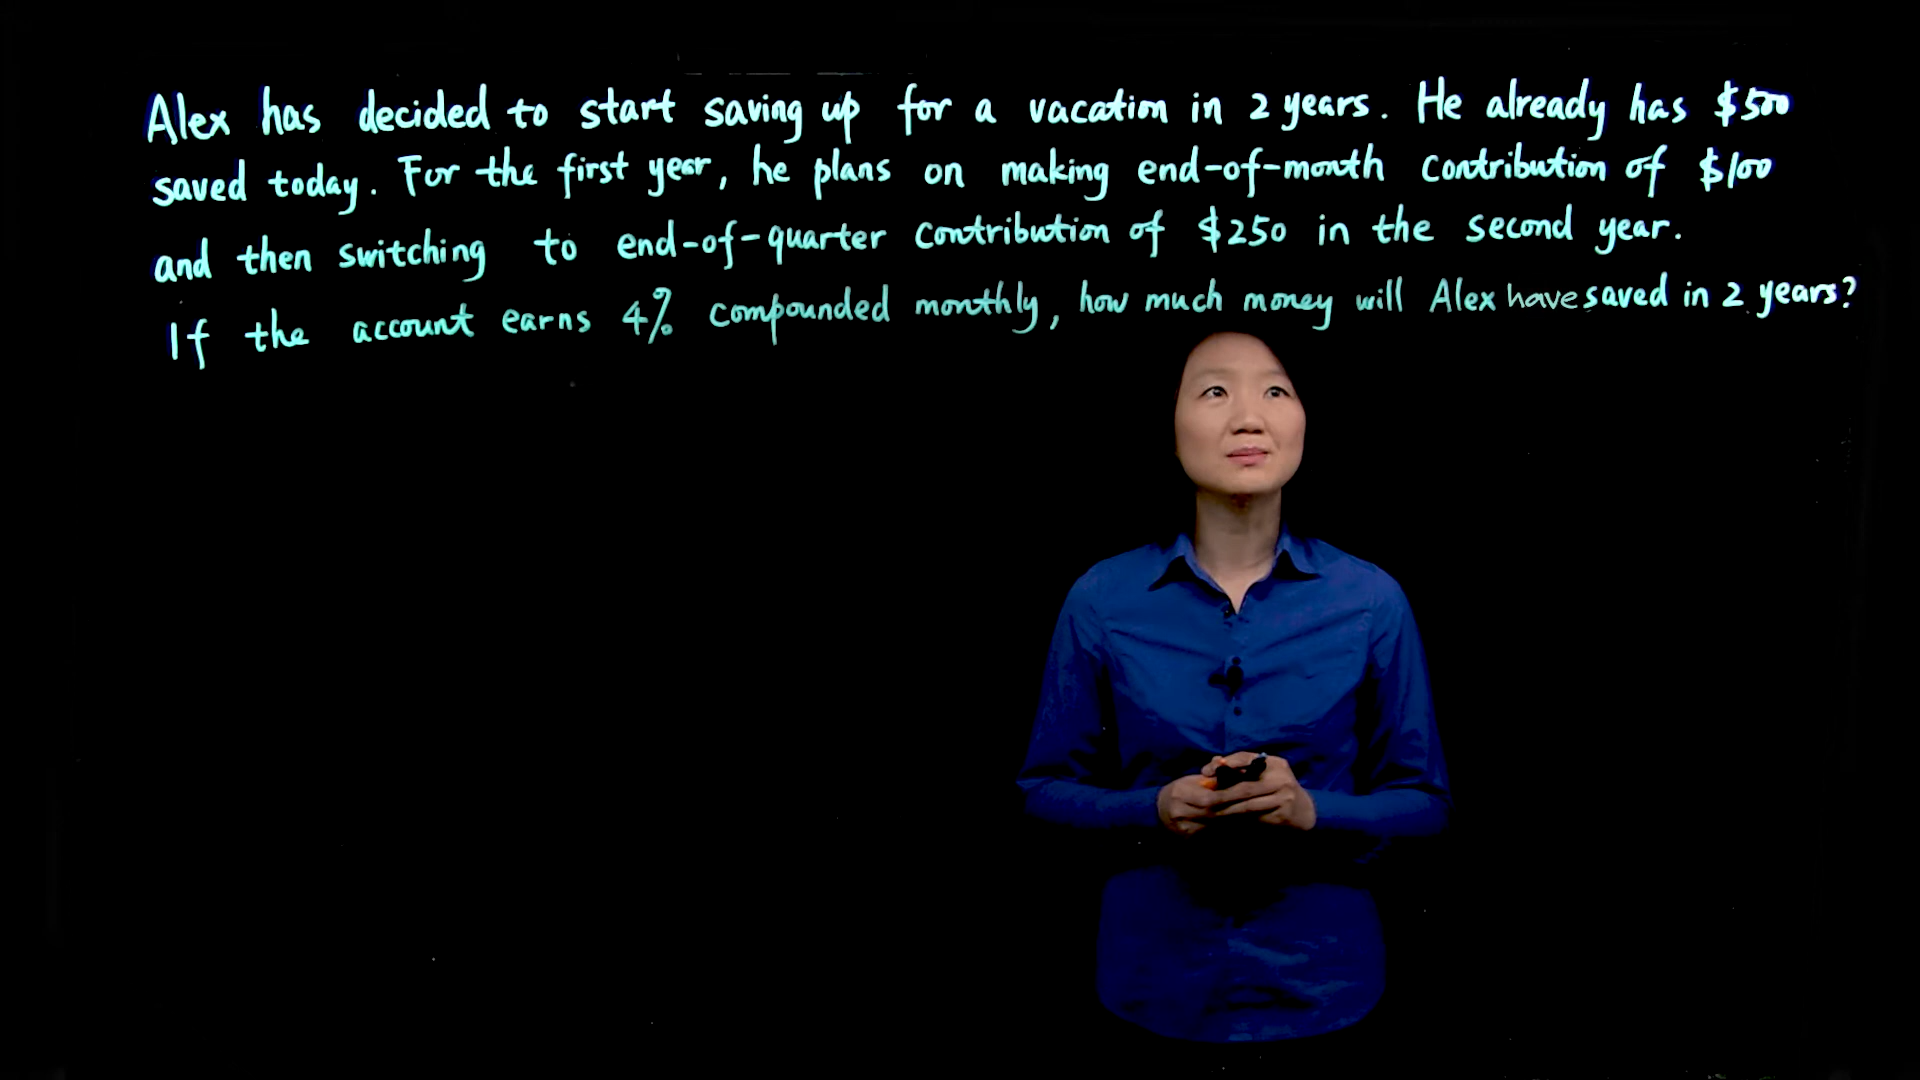 Alex has decided to start saving up for a vacation in 2 years. He already has $500
saved today. For the first year, he plans on making end-of-month contribution of $100
and then switching to end-of-quarter contribution of $250 in the second year.
If the account earns 4% compounded monthly, how much money will Alex have saved in 2 years?